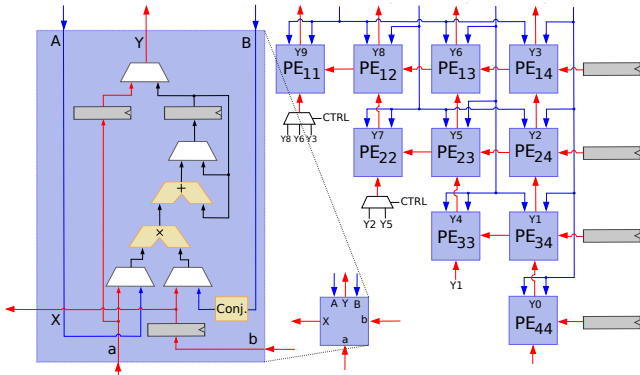 A
Y
B
+
×
Conj.
X
a
b
Y9
PE11
Y8
PE12
Y6
PE13
Y3
PE14
CTRL
Y8 Y6 Y3
Y7
PE22
Y5
PE23
Y2
PE24
CTRL
Y2 Y5
Y4
PE33
Y1
PE34
Y1
A Y B
X
b
a
Y0
PE44